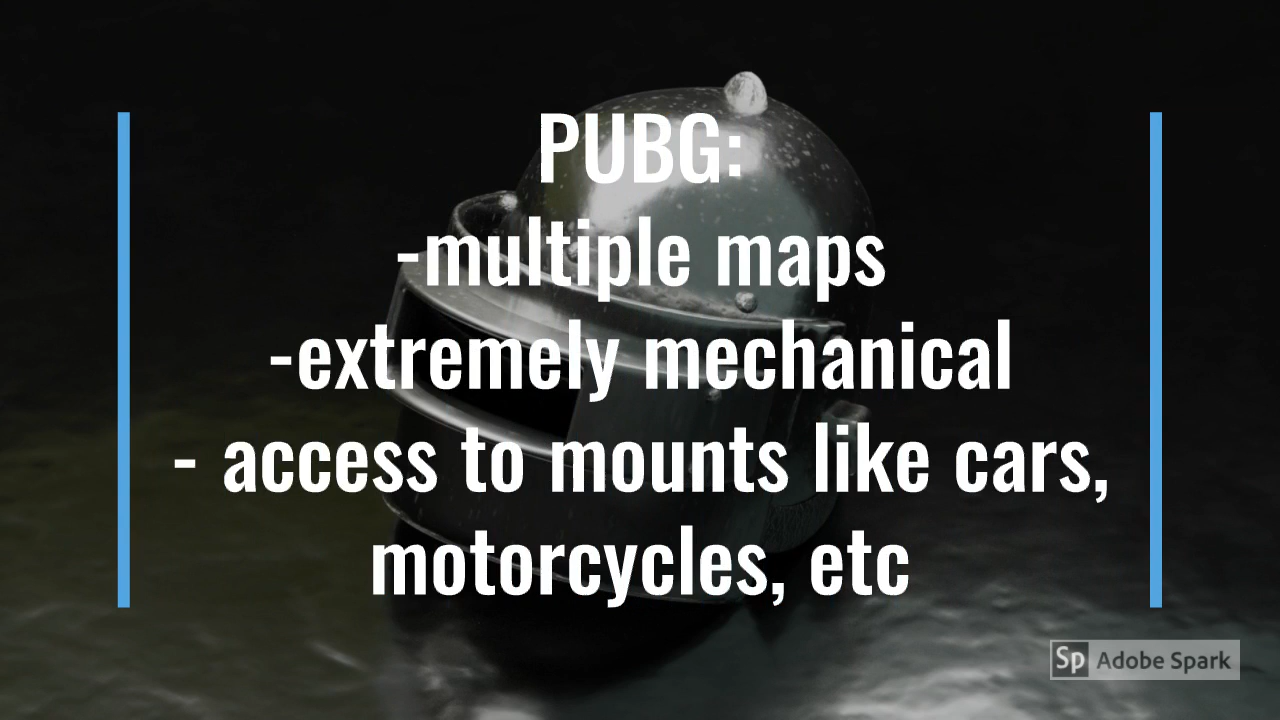 PUBG:
-multiple maps
-extremely mechanical
- access to mounts like cars,
motorcycles, etc
Sp Adobe Spark